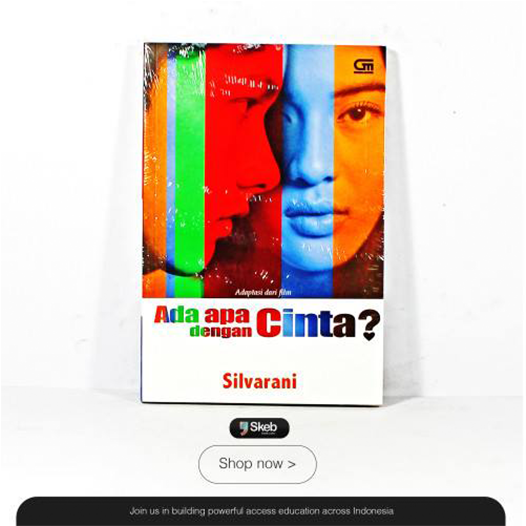 GM
Adaptasi dari film
Ada apa
dengan
Cinta?
Silvarani
Skeb
Shop now >
Join us in building powerful access education across Indonesia